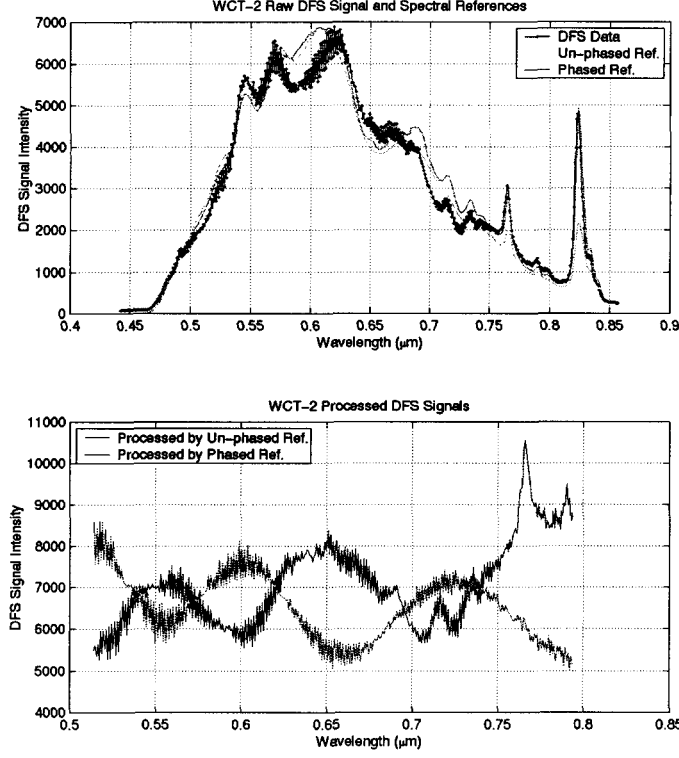 WCT-2 Raw DFS Signal and Spectral References
7000
6000
5000
4000
3000
2000
1000
0
DFS Signal Intensity
DFS Data
Un-phased Ref.
Phased Ref.
0.4 0.45 0.5 0.55 0.6 0.65 0.7 0.75 0.8 0.85 0.9
Wavelength (μm)
WCT-2 Processed DFS Signals
11000
10000
9000
8000
7000
6000
5000
4000
DFS Signal Intensity
Processed by Un-phased Ref.
Processed by Phased Ref.
0.5 0.55 0.6 0.65 0.7 0.75 0.8 0.85
Wavelength (μm)